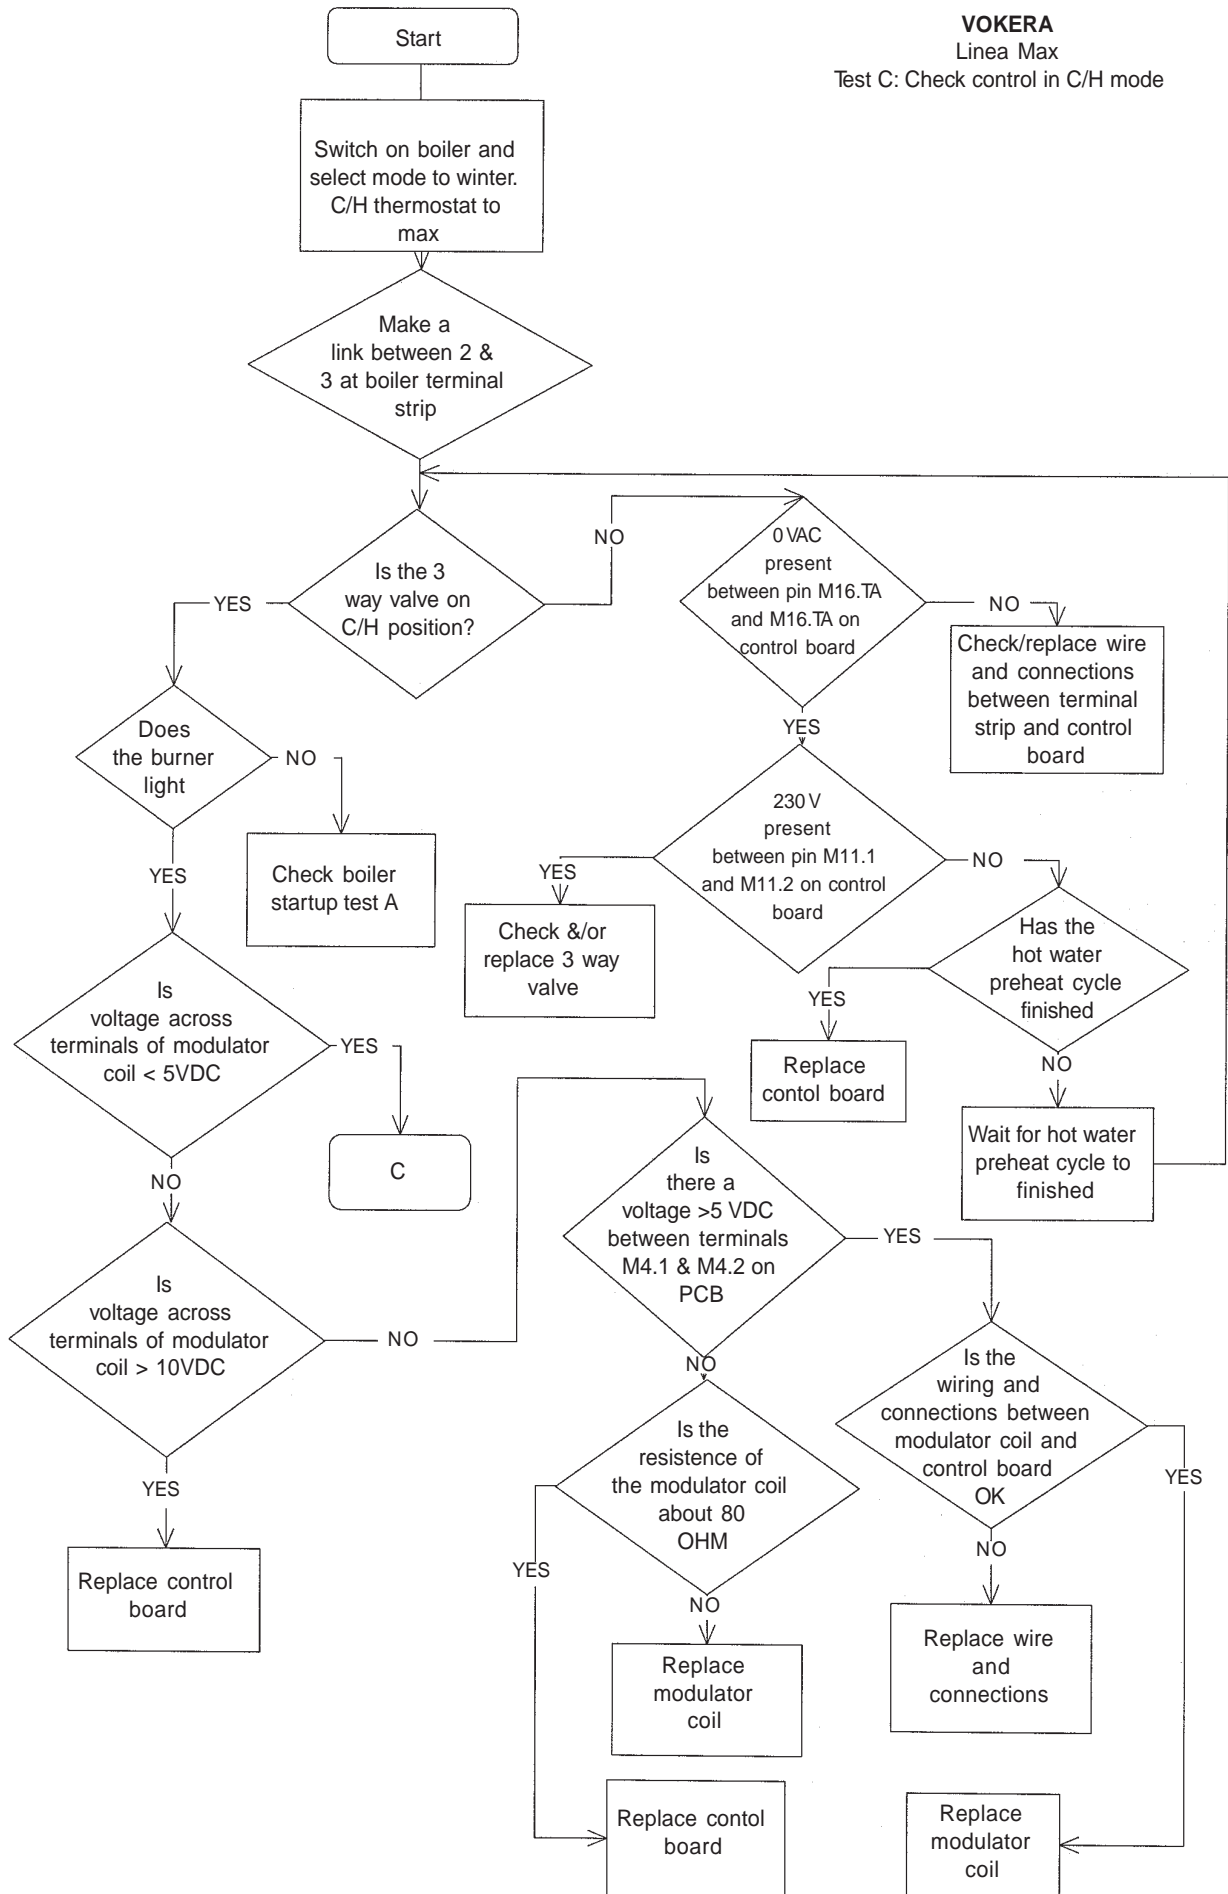 VOKERA
Linea Max
Test C: Check control in C/H mode
Start
Switch on boiler and
select mode to winter.
C/H thermostat to
max
Make a
link between 2 &
3 at boiler terminal
strip
Is the 3
way valve on
C/H position?
YES
NO
0 VAC
present
between pin M16.TA
and M16.TA on
control board
NO
Check/replace wire
and connections
between terminal
strip and control
board
YES
Does
the burner
light
NO
Check boiler
startup test A
YES
230 V
present
between pin M11.1
and M11.2 on control
board
YES
Check &/or
replace 3 way
valve
NO
Has the
hot water
preheat cycle
finished
YES
Replace
contol board
NO
Wait for hot water
preheat cycle to
finished
Is
voltage across
terminals of modulator
coil < 5VDC
YES
C
NO
Is
voltage across
terminals of modulator
coil > 10VDC
NO
YES
Replace control
board
Is
there a
voltage >5 VDC
between terminals
M4.1 & M4.2 on
PCB
YES
NO
Is the
resistence of
the modulator coil
about 80
OHM
YES
NO
Replace
modulator
coil
Replace contol
board
Is the
wiring and
connections between
modulator coil and
control board
OK
YES
NO
Replace wire
and
connections
Replace
modulator
coil